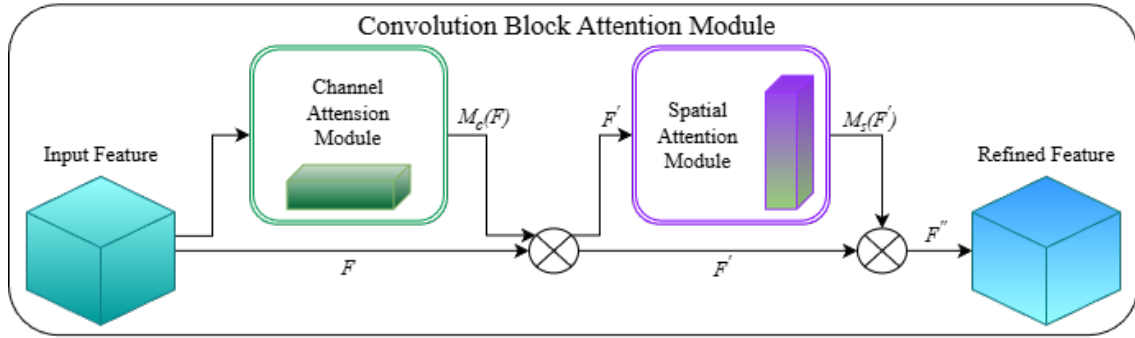 Convolution Block Attention Module
Input Feature
Channel
Attension
Module
M_c(F)
F
F′
Spatial
Attention
Module
M_s(F′)
F′
F″
Refined Feature